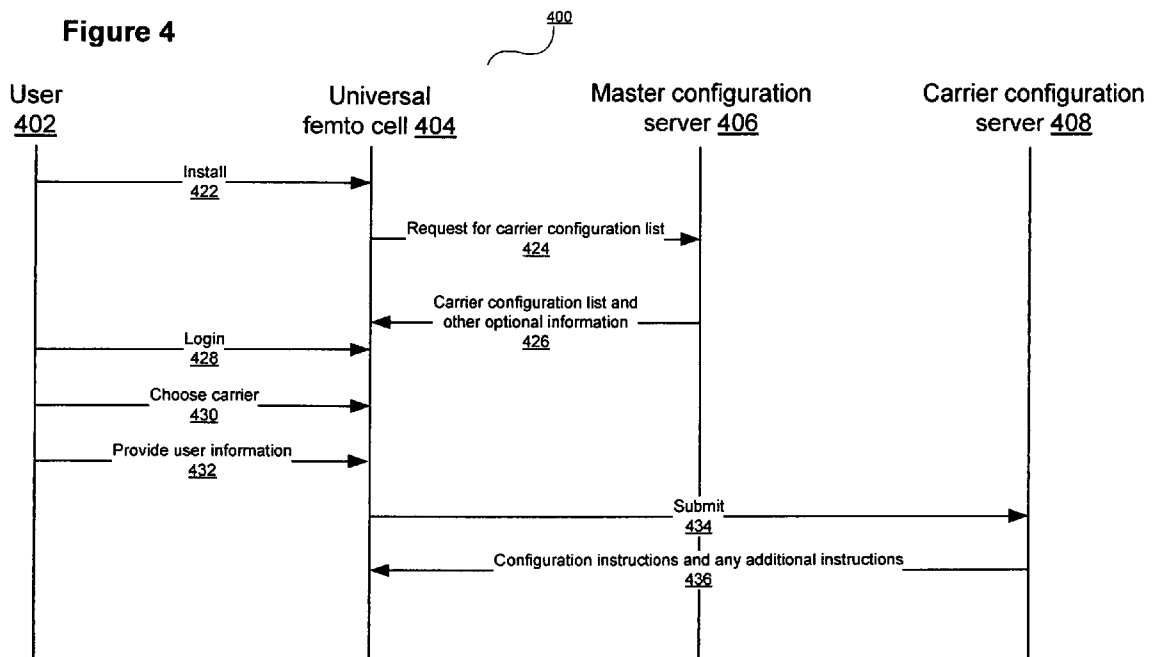 Figure 4
400
User
402
Universal
femto cell 404
Master configuration
server 406
Carrier configuration
server 408
Install
422
Request for carrier configuration list
424
Carrier configuration list and
other optional information
426
Login
428
Choose carrier
430
Provide user information
432
Submit
434
Configuration instructions and any additional instructions
436